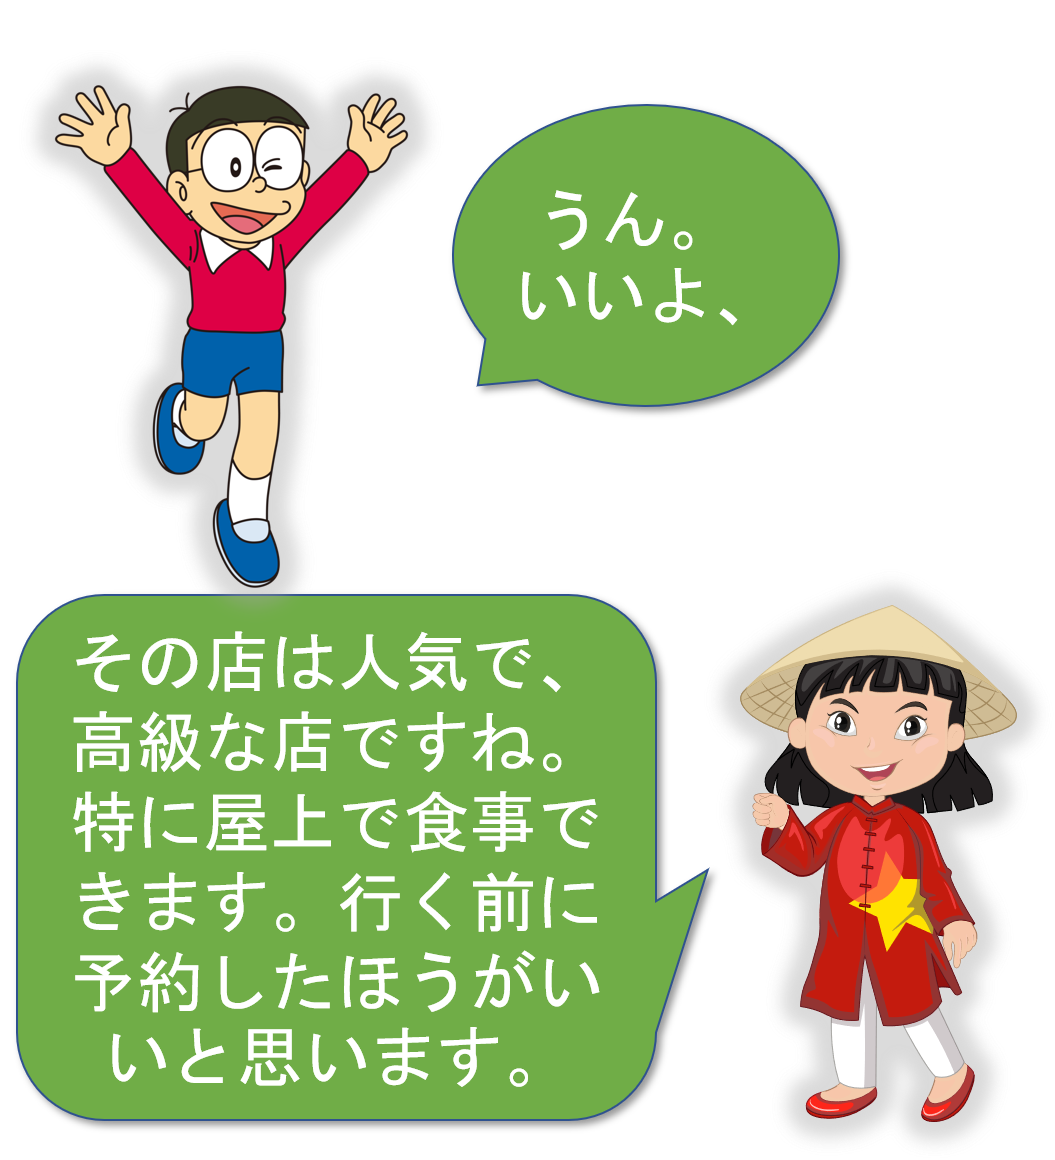 うん。
いいよ、
その店は人気で、
高級な店ですね。
特に屋上で食事で
きます。行く前に
予約したほうがい
いと思います。